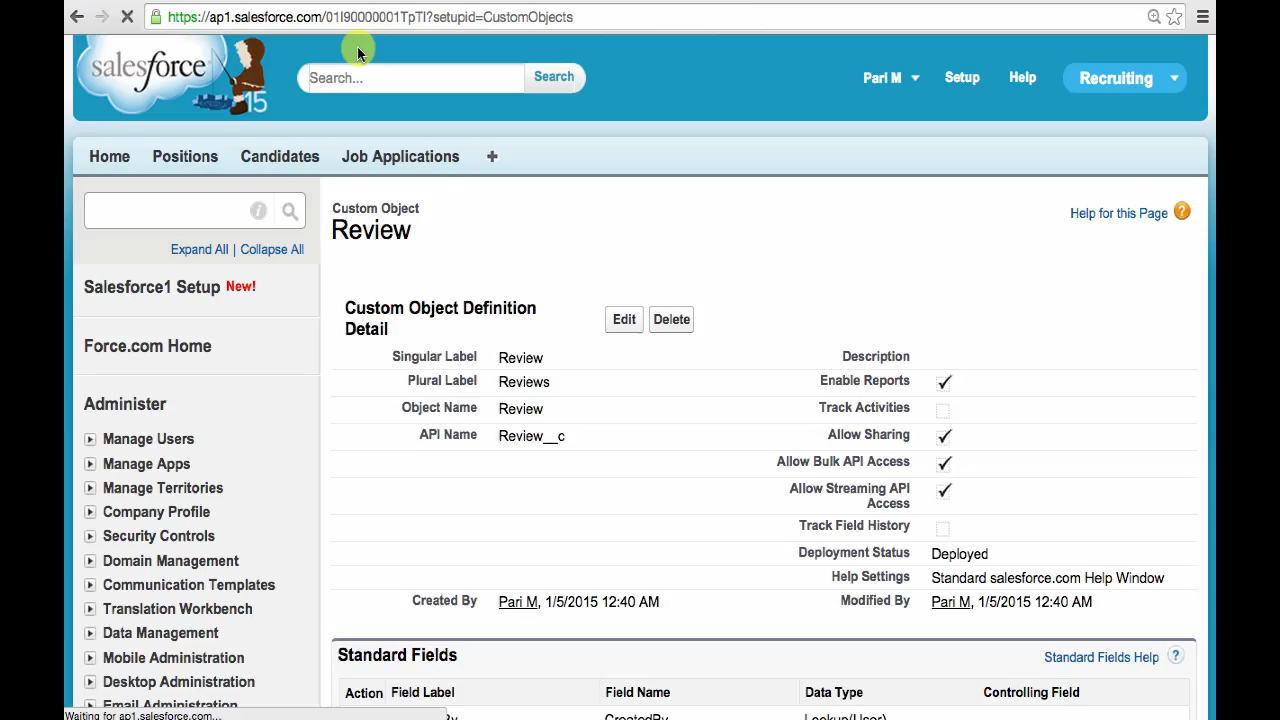 https://ap1.salesforce.com/01I90000001TpTI?setupid=CustomObjects
salesforce
15
Search...
Search
Pari M
Setup
Help
Recruiting
Home
Positions
Candidates
Job Applications
+
Expand All | Collapse All
Salesforce1 Setup New!
Force.com Home
Administer
Manage Users
Manage Apps
Manage Territories
Company Profile
Security Controls
Domain Management
Communication Templates
Translation Workbench
Data Management
Mobile Administration
Desktop Administration
Email Administration
Waiting for ap1.salesforce.com...
Custom Object
Review
Help for this Page ?
Custom Object Definition
Detail
Edit
Delete
Singular Label Review
Description
Plural Label Reviews
Enable Reports
Object Name Review
Track Activities
API Name Review__c
Allow Sharing
Allow Bulk API Access
Allow Streaming API
Access
Track Field History
Deployment Status Deployed
Help Settings Standard salesforce.com Help Window
Created By Pari M, 1/5/2015 12:40 AM
Modified By Pari M, 1/5/2015 12:40 AM
Standard Fields
Standard Fields Help ?
Action Field Label Field Name Data Type Controlling Field
CreatedBy Lookup(User)